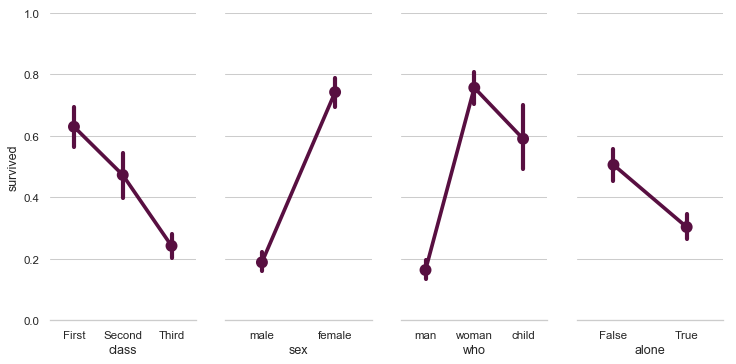 1.0
0.8
0.6
0.4
0.2
0.0
survived
First Second Third
class
male female
sex
man woman child
who
False True
alone